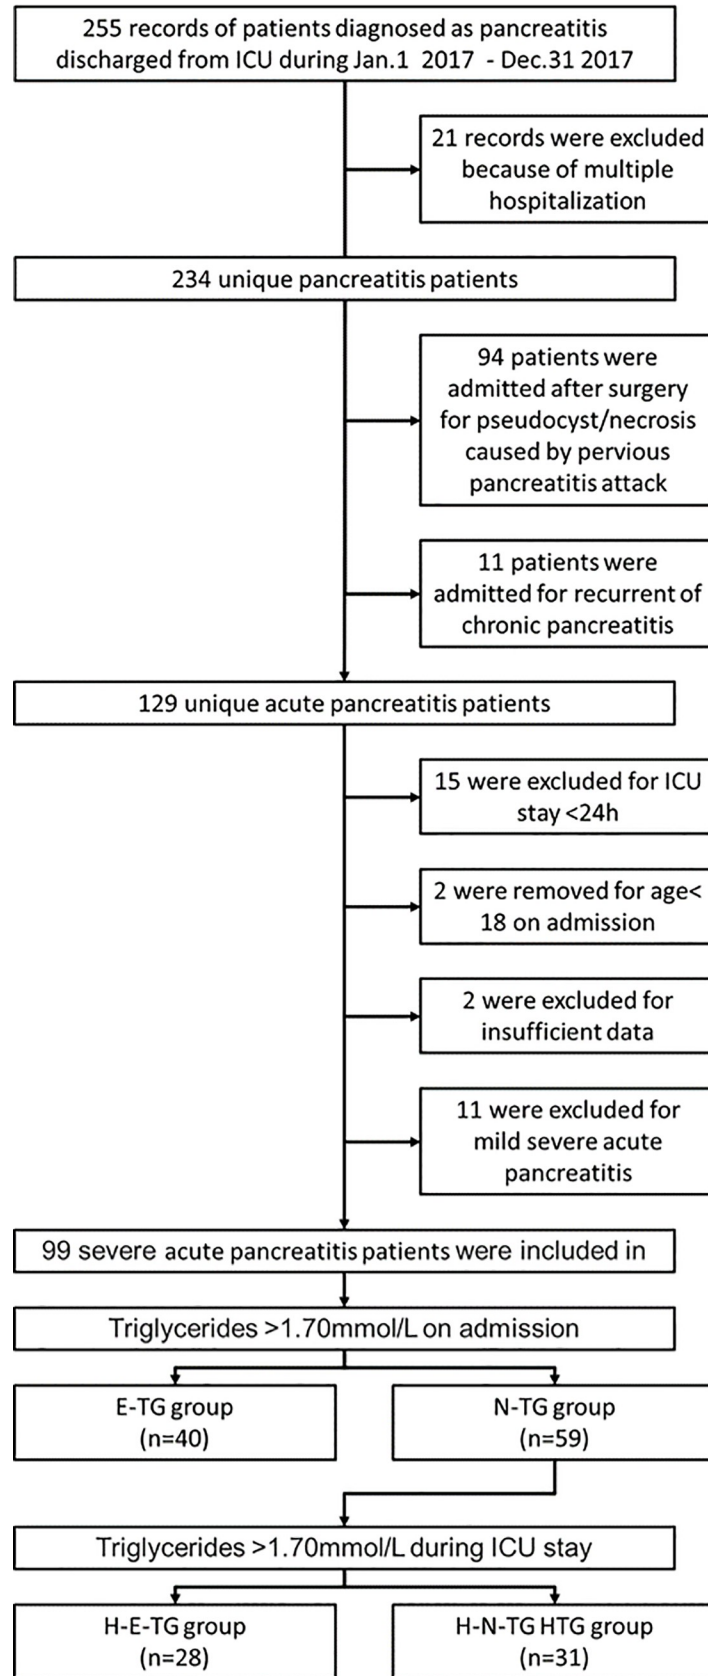 255 records of patients diagnosed as pancreatitis
discharged from ICU during Jan.1 2017 - Dec.31 2017
21 records were excluded
because of multiple
hospitalization
234 unique pancreatitis patients
94 patients were
admitted after surgery
for pseudocyst/necrosis
caused by pervious
pancreatitis attack
11 patients were
admitted for recurrent of
chronic pancreatitis
129 unique acute pancreatitis patients
15 were excluded for ICU
stay <24h
2 were removed for age<
18 on admission
2 were excluded for
insufficient data
11 were excluded for
mild severe acute
pancreatitis
99 severe acute pancreatitis patients were included in
Triglycerides >1.70mmol/L on admission
E-TG group
(n=40)
N-TG group
(n=59)
Triglycerides >1.70mmol/L during ICU stay
H-E-TG group
(n=28)
H-N-TG HTG group
(n=31)